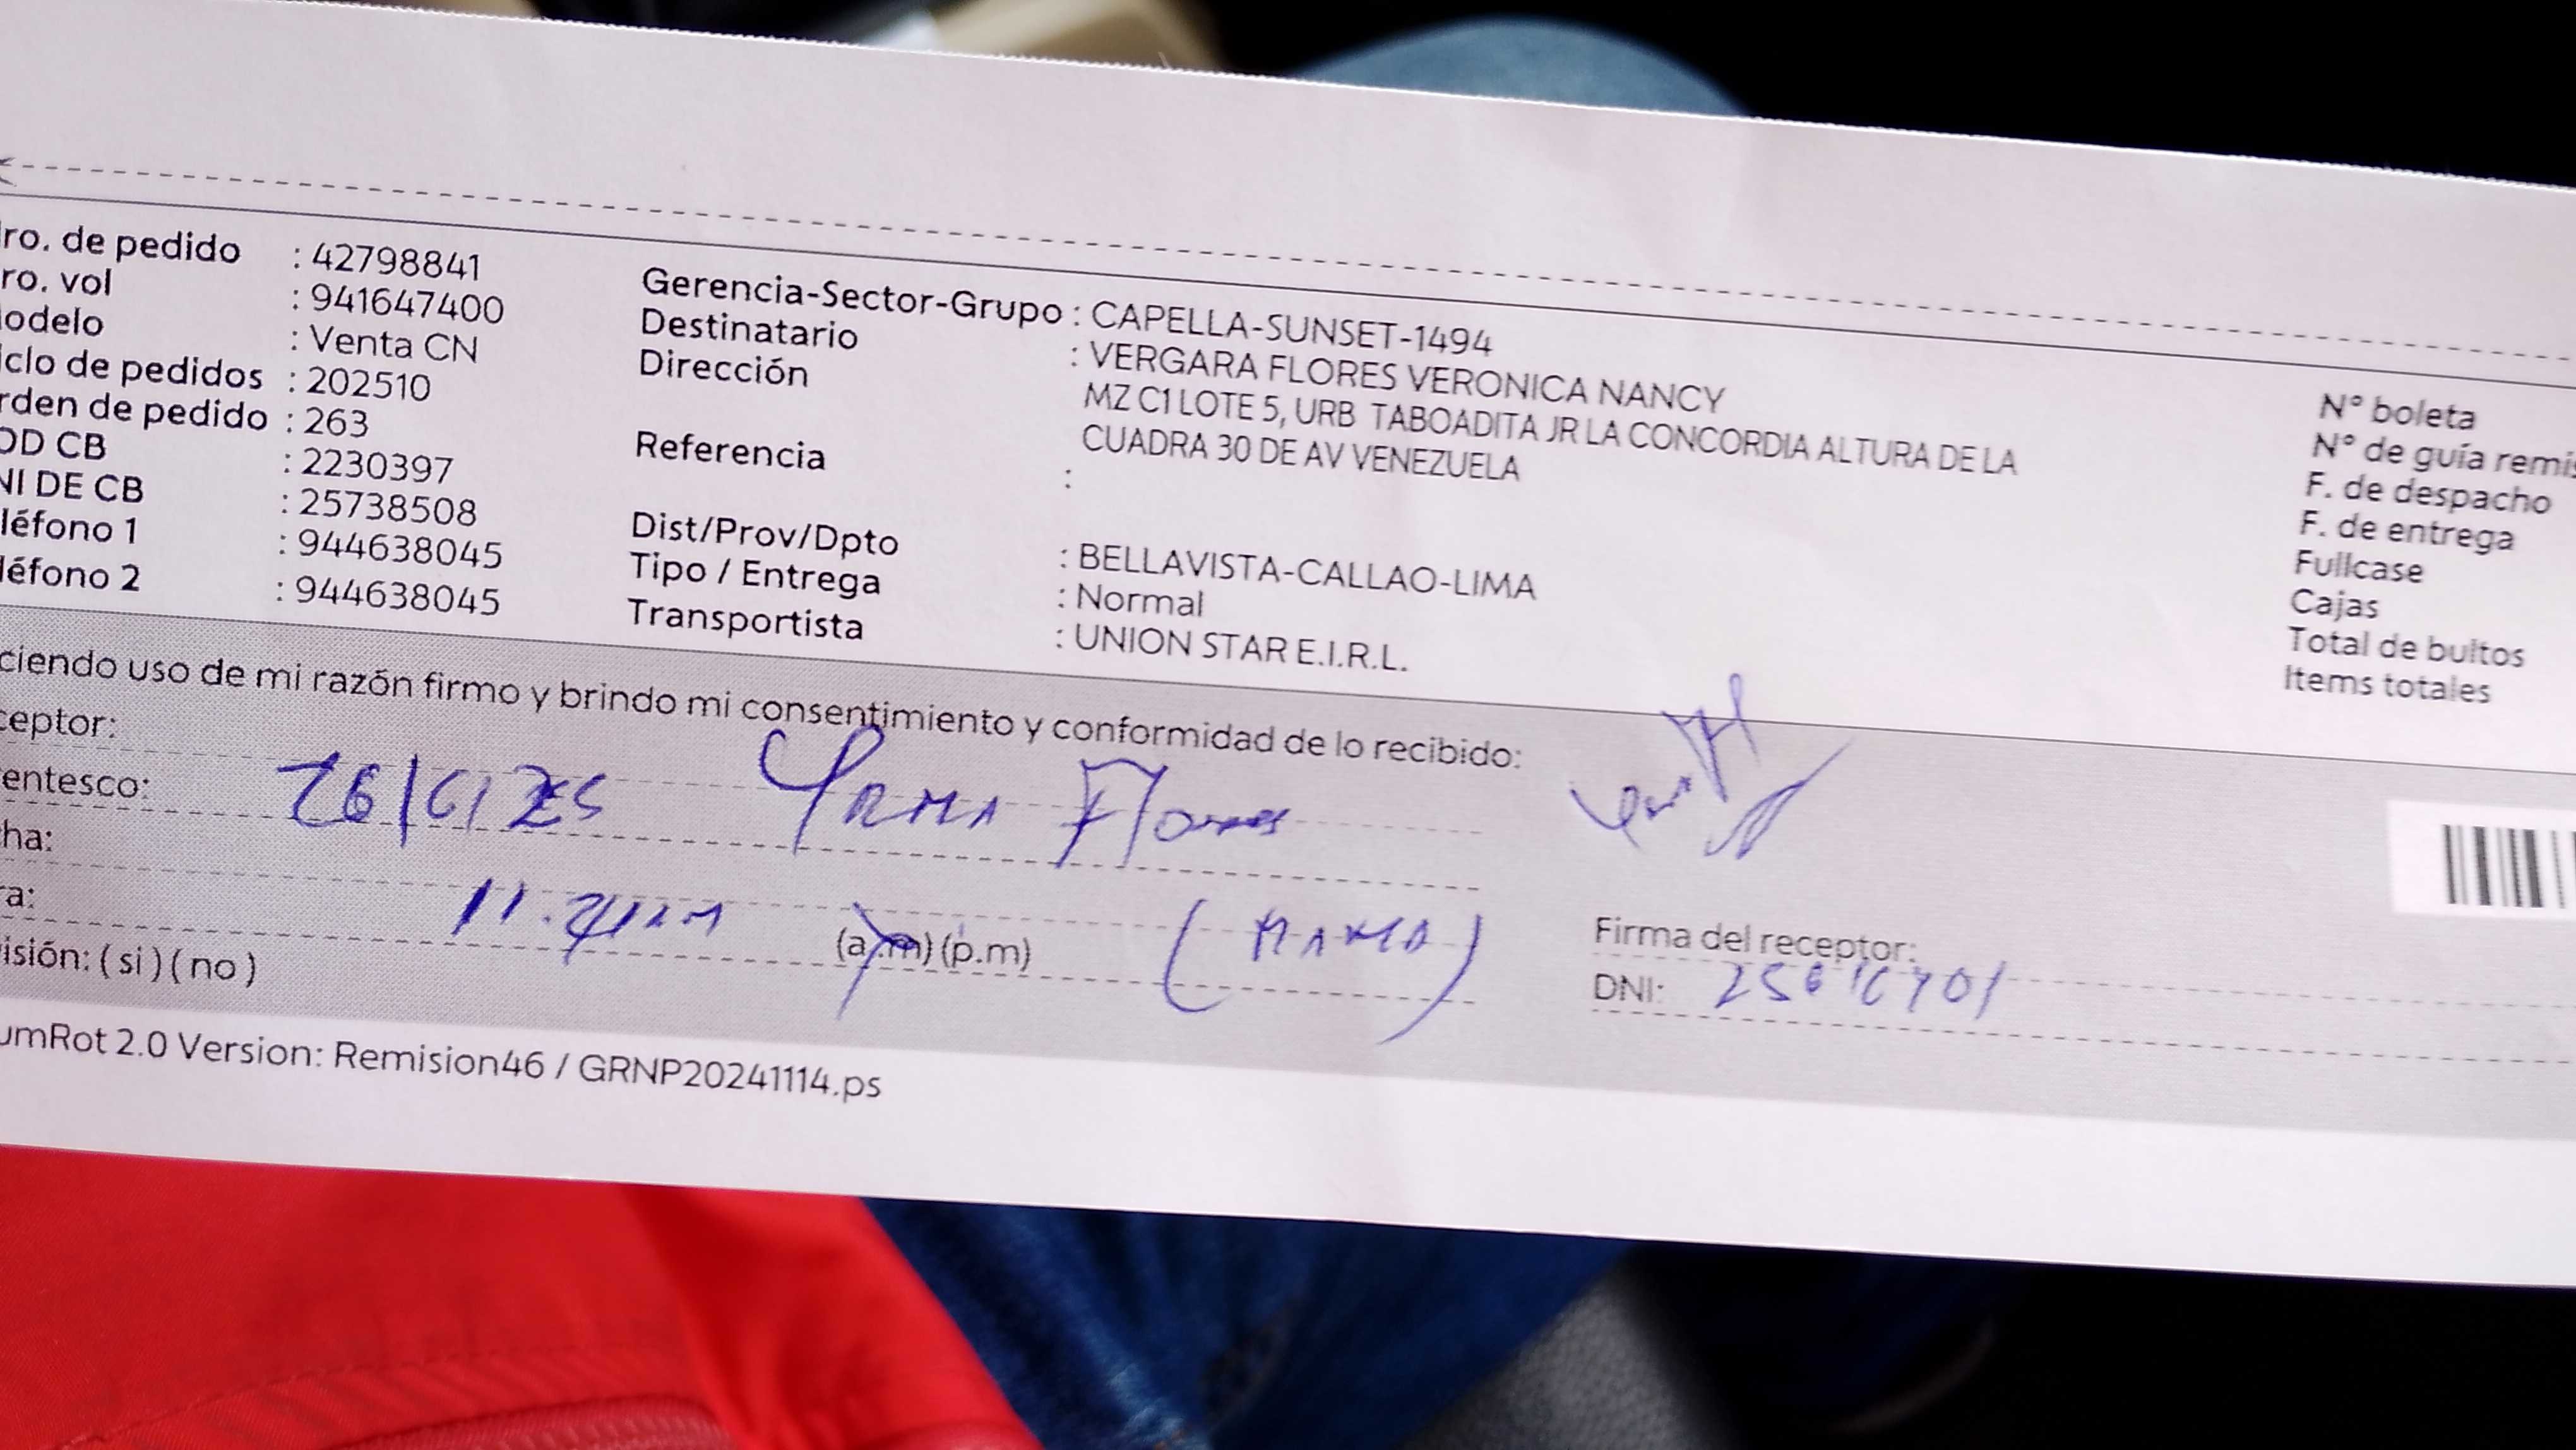 ro. de pedido : 42798841
ro. vol : 941647400
odelo : Venta CN
iclo de pedidos : 202510
rden de pedido : 263
OD CB : 2230397
NI DE CB : 25738508
léfono 1 : 944638045
léfono 2 : 944638045
Gerencia-Sector-Grupo : CAPELLA-SUNSET-1494
Destinatario : VERGARA FLORES VERONICA NANCY
Dirección MZ C1 LOTE 5, URB TABOADITA JR LA CONCORDIA ALTURA DE LA
CUADRA 30 DE AV VENEZUELA
Referencia :
Dist/Prov/Dpto : BELLAVISTA-CALLAO-LIMA
Tipo / Entrega : Normal
Transportista : UNION STAR E.I.R.L.
N° boleta
N° de guía remis
F. de despacho
F. de entrega
Fullcase
Cajas
Total de bultos
Items totales
ciendo uso de mi razón firmo y brindo mi consentimiento y conformidad de lo recibido:
ceptor:
entesco: 26/6/25 Flores
ha:
a: (a.m) (p.m) (MAMA)
isión: ( si ) ( no )
Firma del receptor:
DNI:
umRot 2.0 Version: Remision46 / GRNP20241114.ps